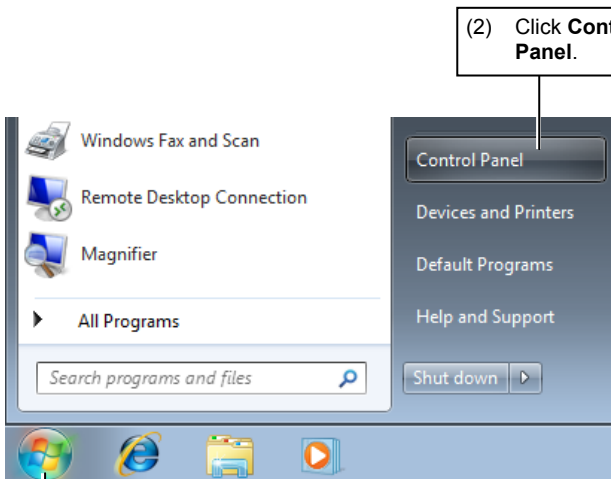 (2) Click Cont
Panel.
Windows Fax and Scan
Remote Desktop Connection
Magnifier
All Programs
Search programs and files
Control Panel
Devices and Printers
Default Programs
Help and Support
Shut down